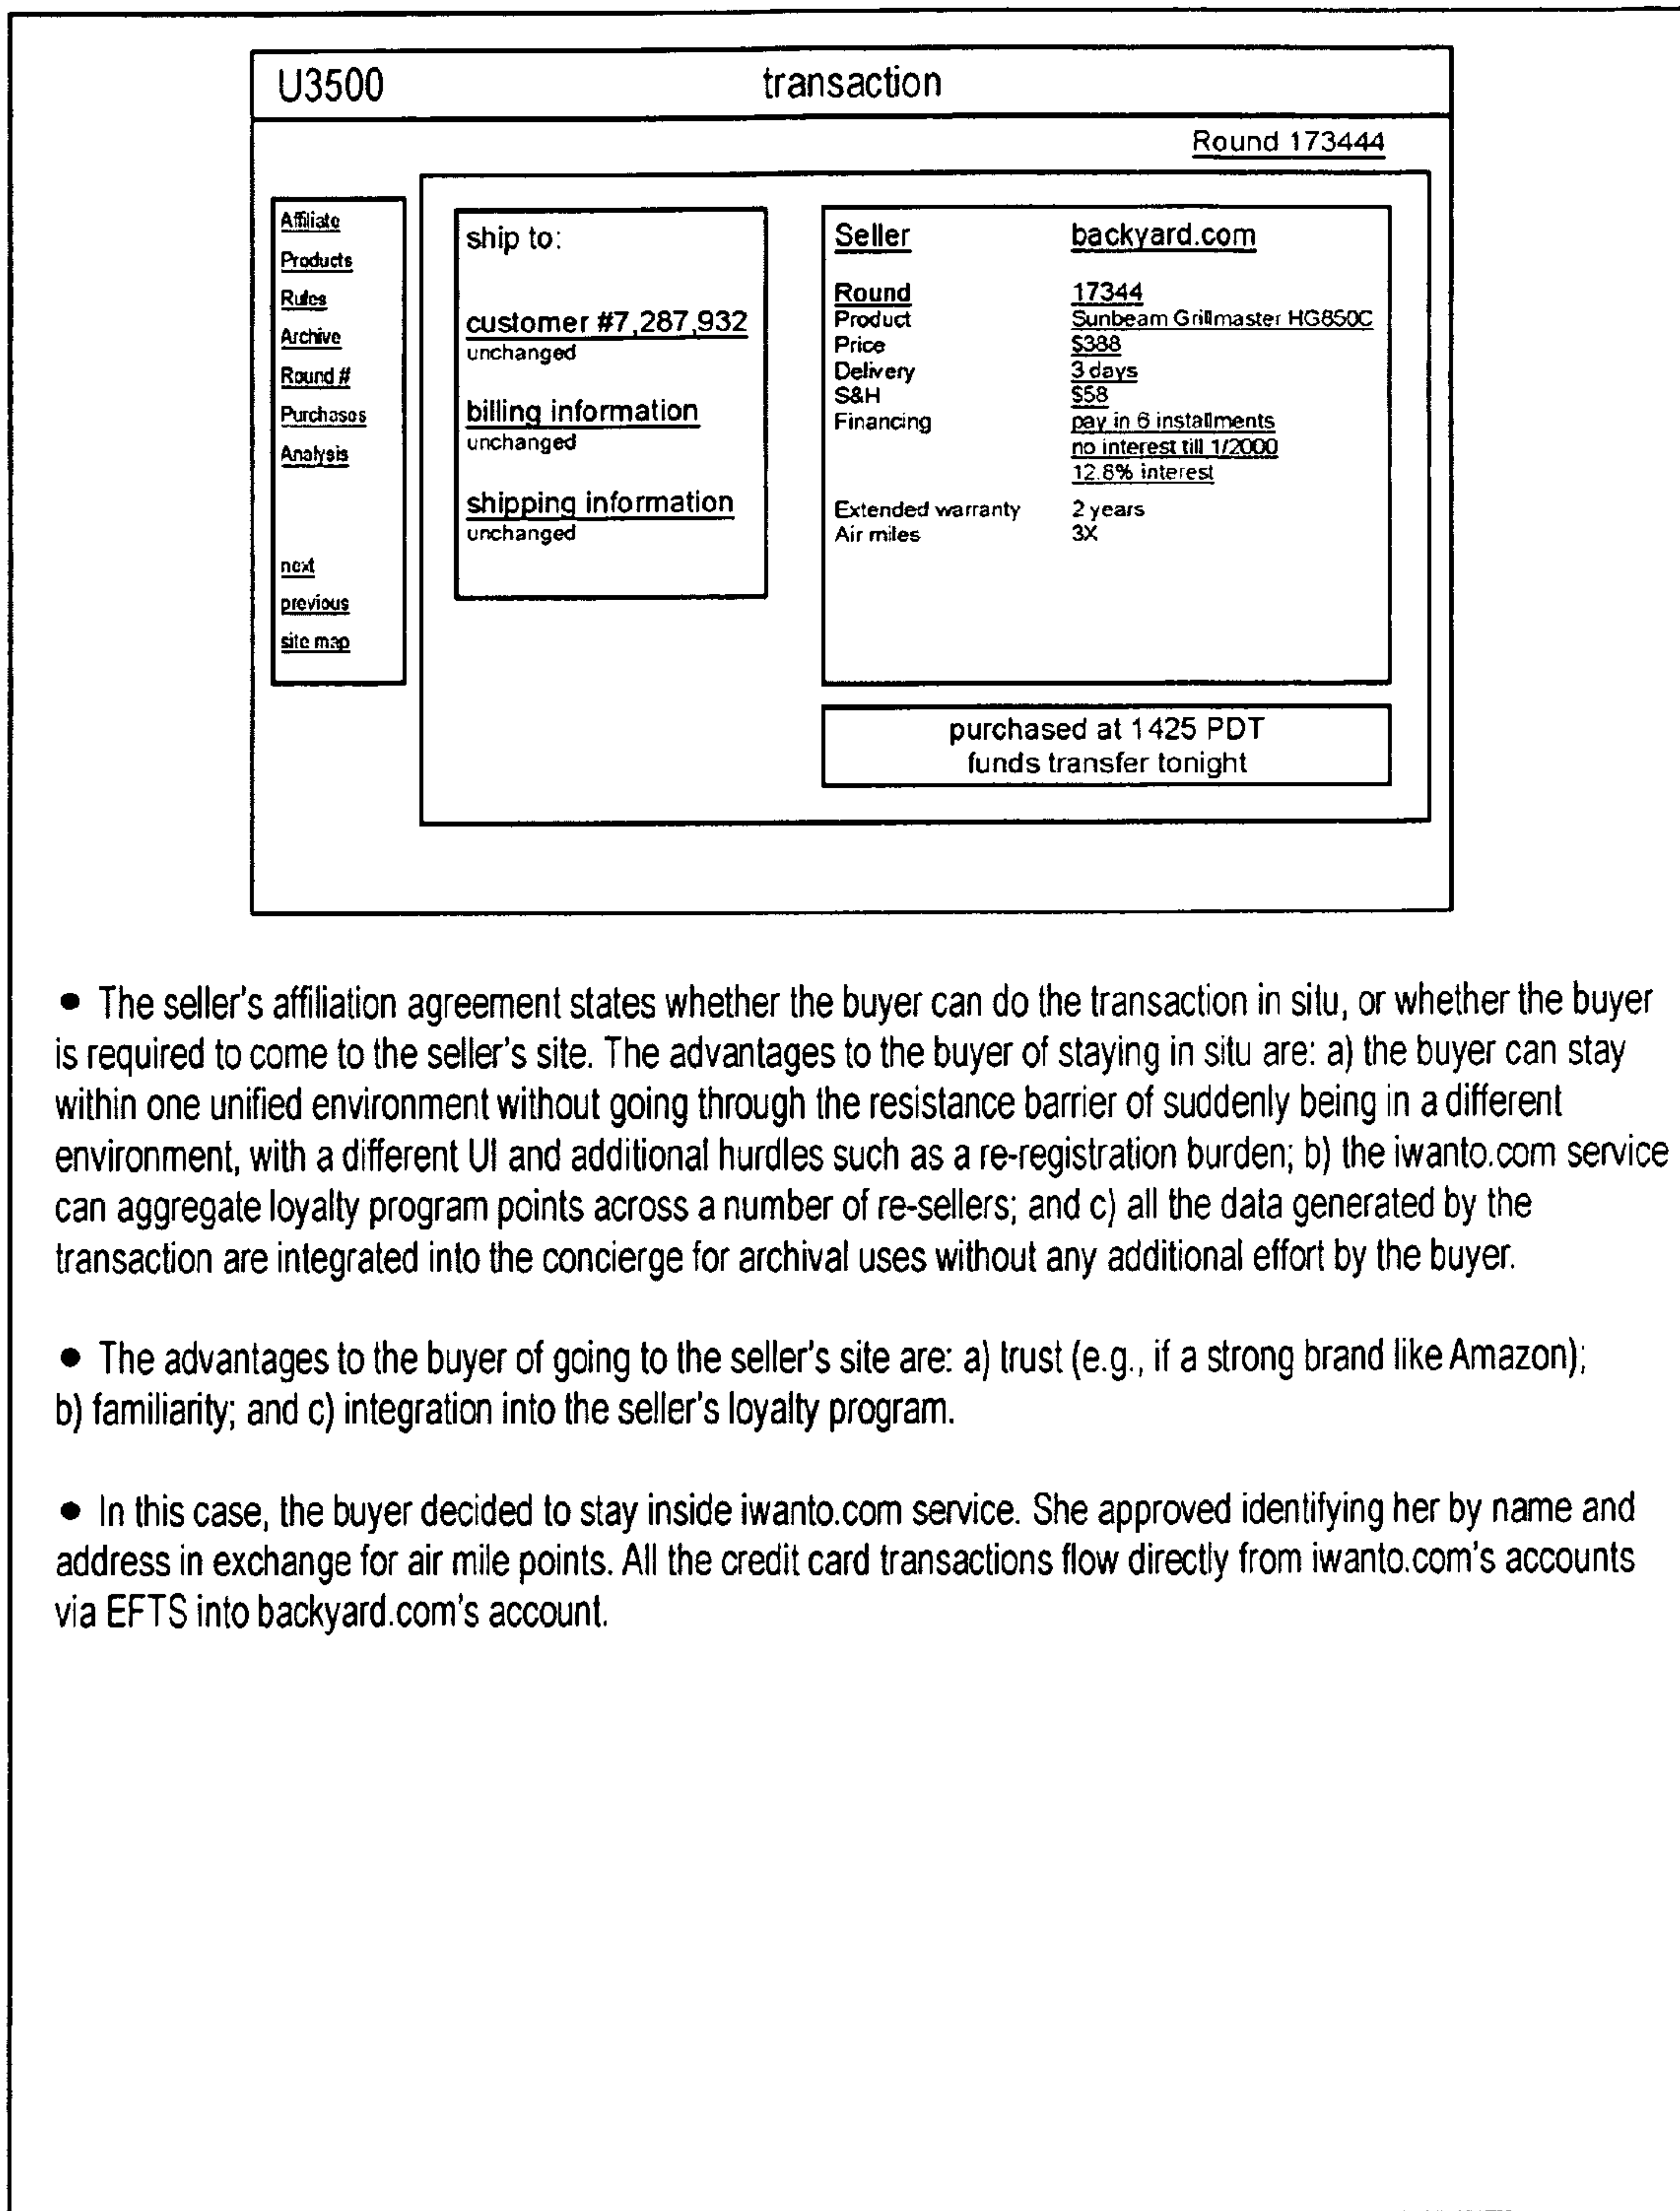 U3500 transaction
Round 173444
Affiliate
Products
Rules
Archive
Round #
Purchases
Analysis
next
previous
site map
ship to:
customer #7,287,932
unchanged
billing information
unchanged
shipping information
unchanged
Seller backyard.com
Round 17344
Product Sunbeam Grillmaster HG850C
Price $388
Delivery 3 days
S&H $58
Financing pay in 6 installments
no interest till 1/2000
12.8% interest
Extended warranty 2 years
Air miles 3X
purchased at 1425 PDT
funds transfer tonight
• The seller's affiliation agreement states whether the buyer can do the transaction in situ, or whether the buyer
is required to come to the seller's site. The advantages to the buyer of staying in situ are: a) the buyer can stay
within one unified environment without going through the resistance barrier of suddenly being in a different
environment, with a different UI and additional hurdles such as a re-registration burden; b) the iwanto.com service
can aggregate loyalty program points across a number of re-sellers; and c) all the data generated by the
transaction are integrated into the concierge for archival uses without any additional effort by the buyer.
• The advantages to the buyer of going to the seller's site are: a) trust (e.g., if a strong brand like Amazon);
b) familiarity; and c) integration into the seller's loyalty program.
• In this case, the buyer decided to stay inside iwanto.com service. She approved identifying her by name and
address in exchange for air mile points. All the credit card transactions flow directly from iwanto.com's accounts
via EFTS into backyard.com's account.